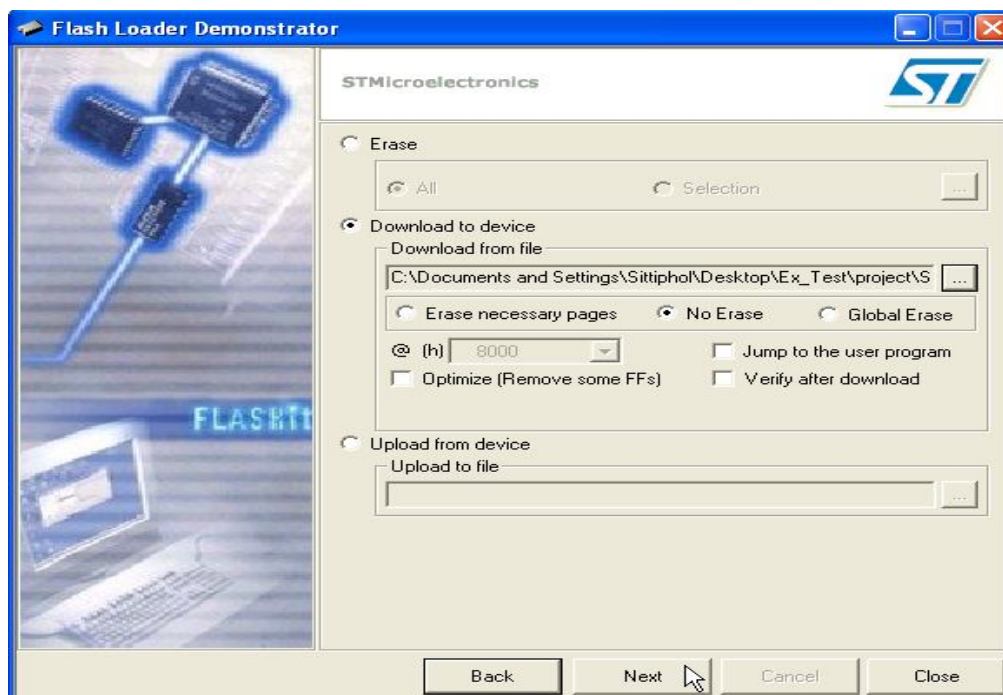 Flash Loader Demonstrator
STMicroelectronics
ST
Erase
All
Selection
...
Download to device
Download from file
C:\Documents and Settings\Sittiphol\Desktop\Ex_Test\project\S
...
Erase necessary pages
No Erase
Global Erase
@ (h) 8000
Jump to the user program
Optimize (Remove some FFs)
Verify after download
FLASHIt
Upload from device
Upload to file
...
Back
Next
Cancel
Close